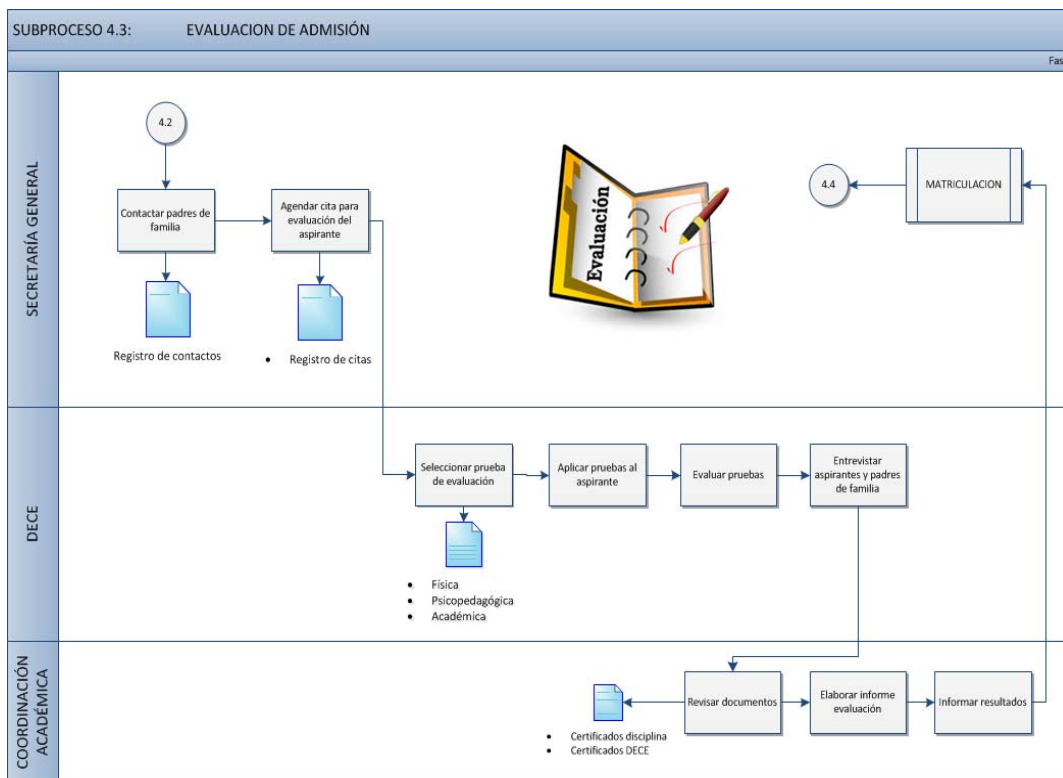 SUBPROCESO 4.3: EVALUACION DE ADMISIÓN
Fas
SECRETARÍA GENERAL
4.2
Contactar padres de
familia
Agendar cita para
evaluación del
aspirante
Registro de contactos
• Registro de citas
Evaluación
4.4
MATRICULACION
DECE
Seleccionar prueba
de evaluación
Aplicar pruebas al
aspirante
Evaluar pruebas
Entrevistar
aspirantes y padres
de familia
• Física
• Psicopedagógica
• Académica
COORDINACIÓN
ACADÉMICA
Revisar documentos
Elaborar informe
evaluación
Informar resultados
• Certificados disciplina
• Certificados DECE